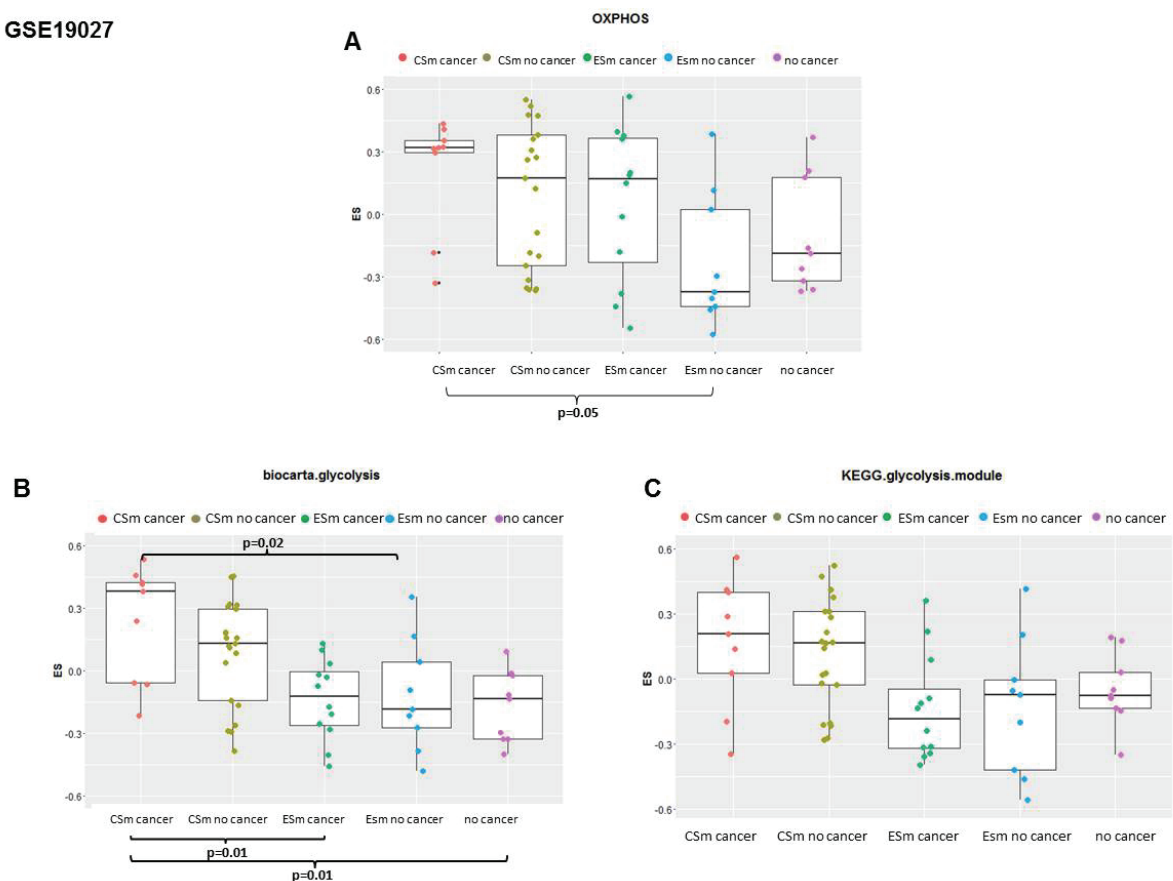 GSE19027
OXPHOS
A
CSm cancer CSm no cancer ESm cancer Esm no cancer no cancer
0.6
0.3
0.0
-0.3
-0.6
ES
CSm cancer CSm no cancer ESm cancer Esm no cancer no cancer
p=0.05
biocarta.glycolysis
B
CSm cancer CSm no cancer ESm cancer Esm no cancer no cancer
p=0.02
0.6
0.3
0.0
-0.3
-0.6
ES
CSm cancer CSm no cancer ESm cancer Esm no cancer no cancer
p=0.01
p=0.01
KEGG.glycolysis.module
C
CSm cancer CSm no cancer ESm cancer Esm no cancer no cancer
0.6
0.3
0.0
-0.3
-0.6
ES
CSm cancer CSm no cancer ESm cancer Esm no cancer no cancer